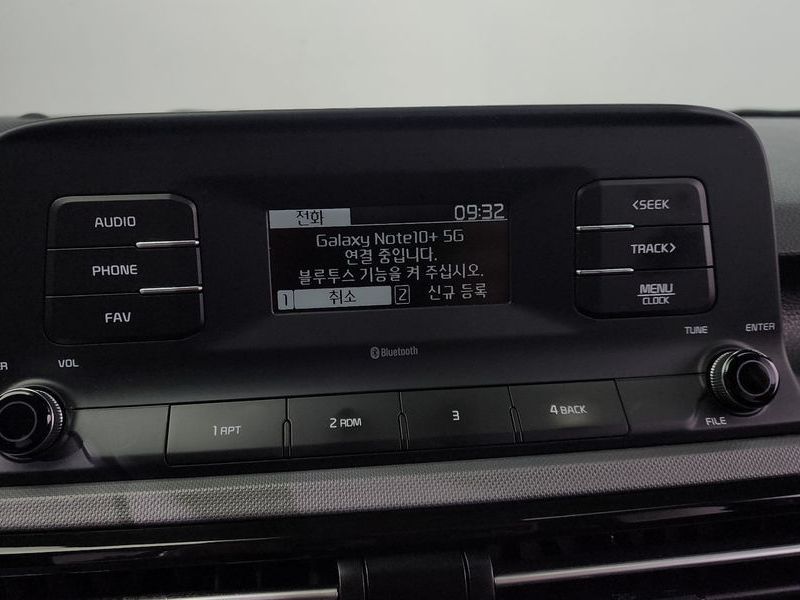 전화 09:32
Galaxy Note10+ 5G
연결 중입니다.
블루투스 기능을 켜 주십시오.
1 취소 2 신규 등록
AUDIO
PHONE
FAV
<SEEK
TRACK>
MENU
CLOCK
Bluetooth
VOL
TUNE
ENTER
FILE
1 RPT
2 RDM
3
4 BACK